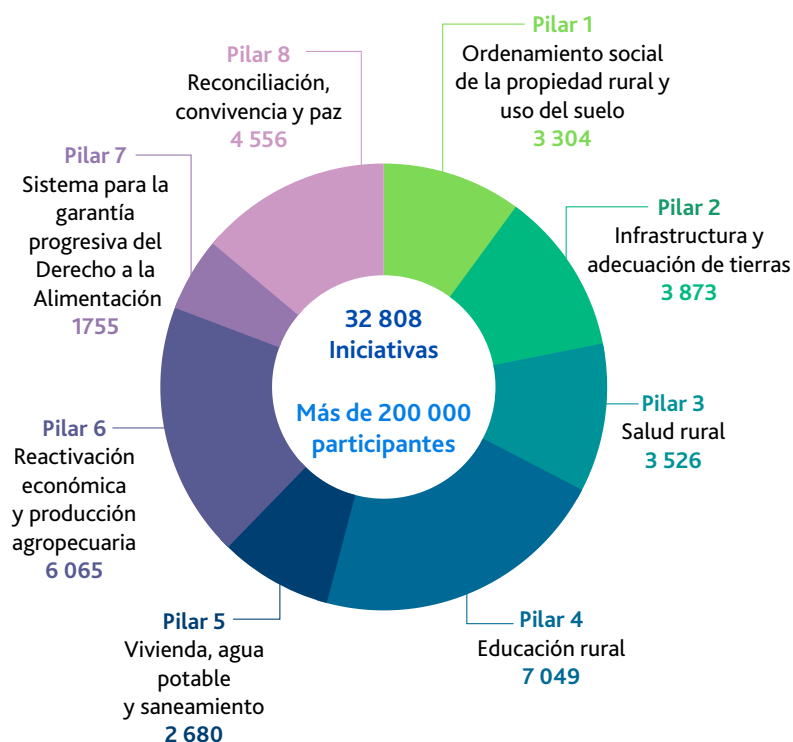 Pilar 1
Ordenamiento social
de la propiedad rural y
uso del suelo
3 304
Pilar 2
Infrastructura y
adecuación de tierras
3 873
Pilar 3
Salud rural
3 526
Pilar 4
Educación rural
7 049
Pilar 5
Vivienda, agua
potable
y saneamiento
2 680
Pilar 6
Reactivación
económica
y producción
agropecuaria
6 065
Pilar 7
Sistema para la
garantía
progresiva del
Derecho a la
Alimentación
1755
Pilar 8
Reconciliación,
convivencia y paz
4 556
32 808
Iniciativas
Más de 200 000
participantes